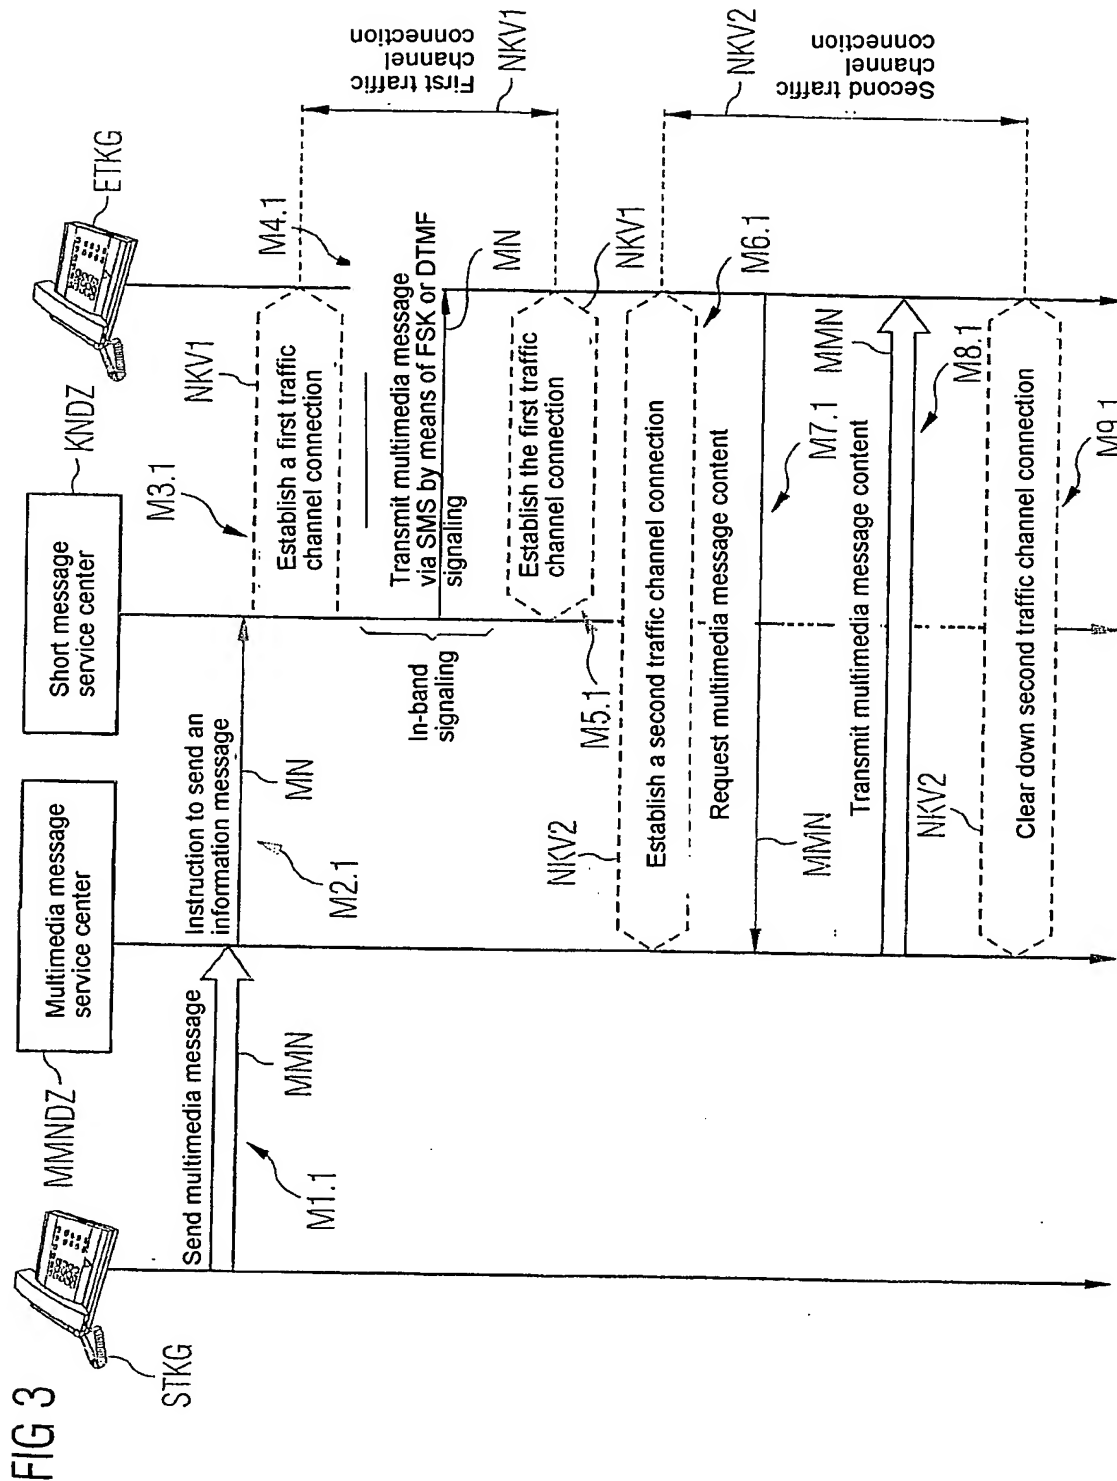 FIG 3
STKG
MMNDZ
Multimedia message
service center
Short message
service center
KNDZ
ETKG
Send multimedia message
MMN
M1.1
Instruction to send an
information message
MN
M2.1
M3.1
NKV1
Establish a first traffic
channel connection
M4.1
In-band
signaling
Transmit multimedia message
via SMS by means of FSK or DTMF
signaling
MN
First traffic
channel
connection
NKV1
M5.1
Establish the first traffic
channel connection
NKV1
NKV2
Establish a second traffic channel connection
M6.1
MMN
Request multimedia message content
M7.1
Second traffic
channel
connection
NKV2
Transmit multimedia message content
MMN
M8.1
NKV2
Clear down second traffic channel connection
M9.1